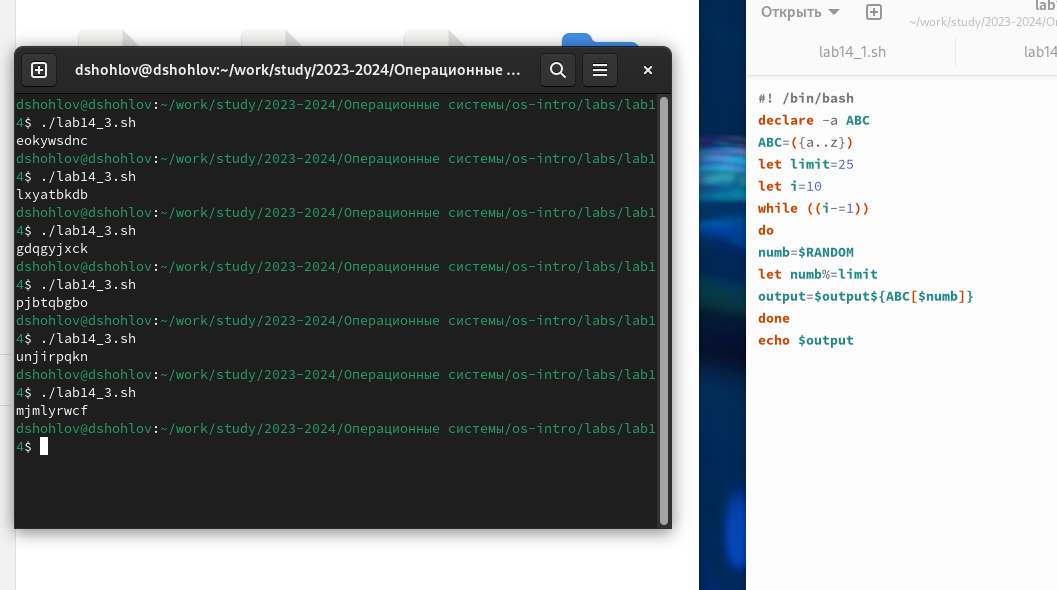 dshohlov@dshohlov:~/work/study/2023-2024/Операционные ...
dshohlov@dshohlov:~/work/study/2023-2024/Операционные системы/os-intro/labs/lab1
4$ ./lab14_3.sh
eokywsdnc
dshohlov@dshohlov:~/work/study/2023-2024/Операционные системы/os-intro/labs/lab1
4$ ./lab14_3.sh
lxyatbkdb
dshohlov@dshohlov:~/work/study/2023-2024/Операционные системы/os-intro/labs/lab1
4$ ./lab14_3.sh
gdqgyjxck
dshohlov@dshohlov:~/work/study/2023-2024/Операционные системы/os-intro/labs/lab1
4$ ./lab14_3.sh
pjbtqbgbo
dshohlov@dshohlov:~/work/study/2023-2024/Операционные системы/os-intro/labs/lab1
4$ ./lab14_3.sh
unjirpqkn
dshohlov@dshohlov:~/work/study/2023-2024/Операционные системы/os-intro/labs/lab1
4$ ./lab14_3.sh
mjmlyrwcf
dshohlov@dshohlov:~/work/study/2023-2024/Операционные системы/os-intro/labs/lab1
4$
Открыть
lab
~/work/study/2023-2024/О
lab14_1.sh
lab14
#! /bin/bash
declare -a ABC
ABC=({a..z})
let limit=25
let i=10
while ((i-=1))
do
numb=$RANDOM
let numb%=limit
output=$output${ABC[$numb]}
done
echo $output